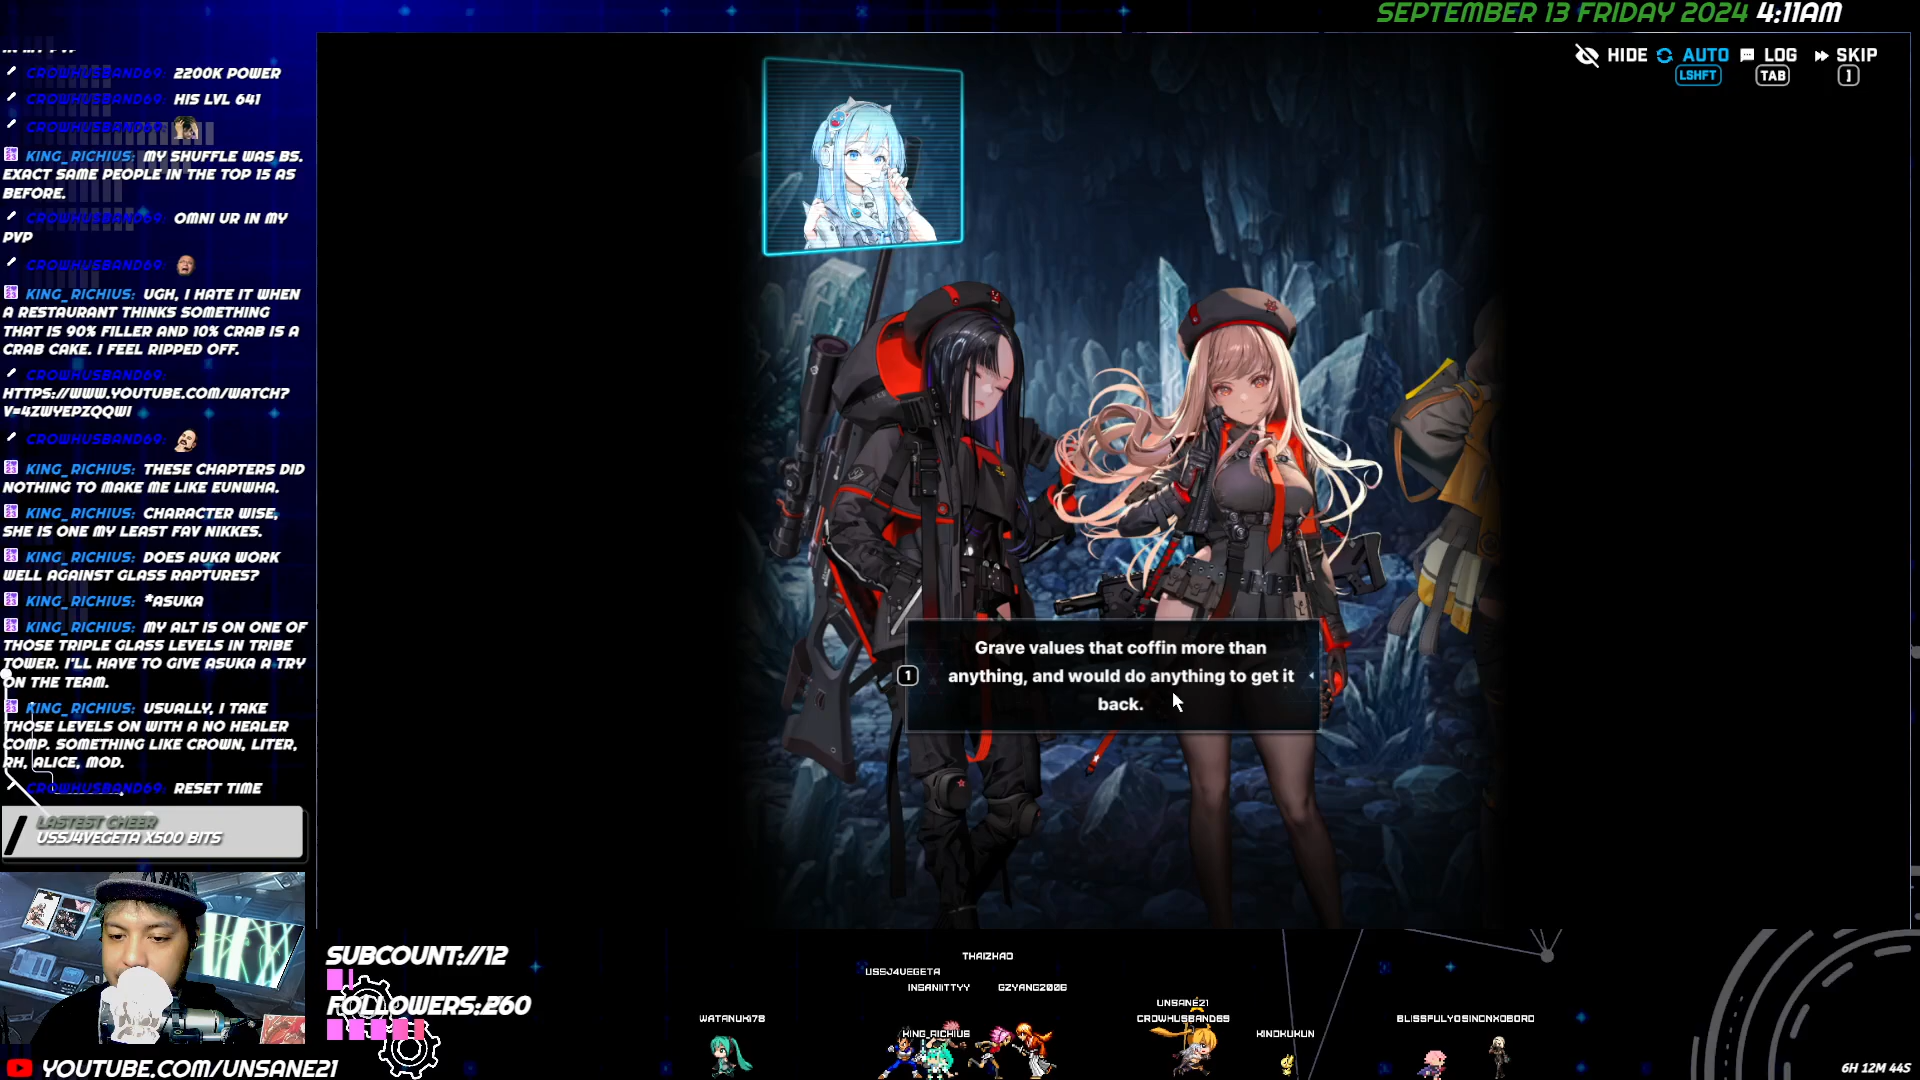 SEPTEMBER 13 FRIDAY 2024 4:11AM
HIDE AUTO LOG SKIP
LSHFT TAB ]
IN MY PVP
CROWHUSBAND69: 2200K POWER
CROWHUSBAND69: HIS LVL 641
CROWHUSBAND69:
KING_RICHIUS: MY SHUFFLE WAS BS.
EXACT SAME PEOPLE IN THE TOP 15 AS
BEFORE.
CROWHUSBAND69: OMNI UR IN MY
PVP
CROWHUSBAND69:
KING_RICHIUS: UGH, I HATE IT WHEN
A RESTAURANT THINKS SOMETHING
THAT IS 90% FILLER AND 10% CRAB IS A
CRAB CAKE. I FEEL RIPPED OFF.
CROWHUSBAND69:
HTTPS://WWW.YOUTUBE.COM/WATCH?
V=4ZWYEPZQQWI
CROWHUSBAND69:
KING_RICHIUS: THESE CHAPTERS DID
NOTHING TO MAKE ME LIKE EUNWHA.
KING_RICHIUS: CHARACTER WISE,
SHE IS ONE MY LEAST FAV NIKKES.
KING_RICHIUS: DOES AUKA WORK
WELL AGAINST GLASS RAPTURES?
KING_RICHIUS: *ASUKA
KING_RICHIUS: MY ALT IS ON ONE OF
THOSE TRIPLE GLASS LEVELS IN TRIBE
TOWER. I'LL HAVE TO GIVE ASUKA A TRY
ON THE TEAM.
KING_RICHIUS: USUALLY, I TAKE
THOSE LEVELS ON WITH A NO HEALER
COMP. SOMETHING LIKE CROWN, LITER,
RH, ALICE, MOD.
CROWHUSBAND69: RESET TIME
LASTEST CHEER
USSJ4VEGETA X500 BITS
Grave values that coffin more than
1 anything, and would do anything to get it
back.
SUBCOUNT://12
FOLLOWERS:260
YOUTUBE.COM/UNSANE21
THAIZHAO
USSJ4VEGETA
INSANIITTYY GZYANG2006
WATANUKI78
KING_RICHIUS
UNSANE21
CROWHUSBAND69
KINOKUKUN
BLISSFULYOSINCNXOBORD
6H 12M 44S